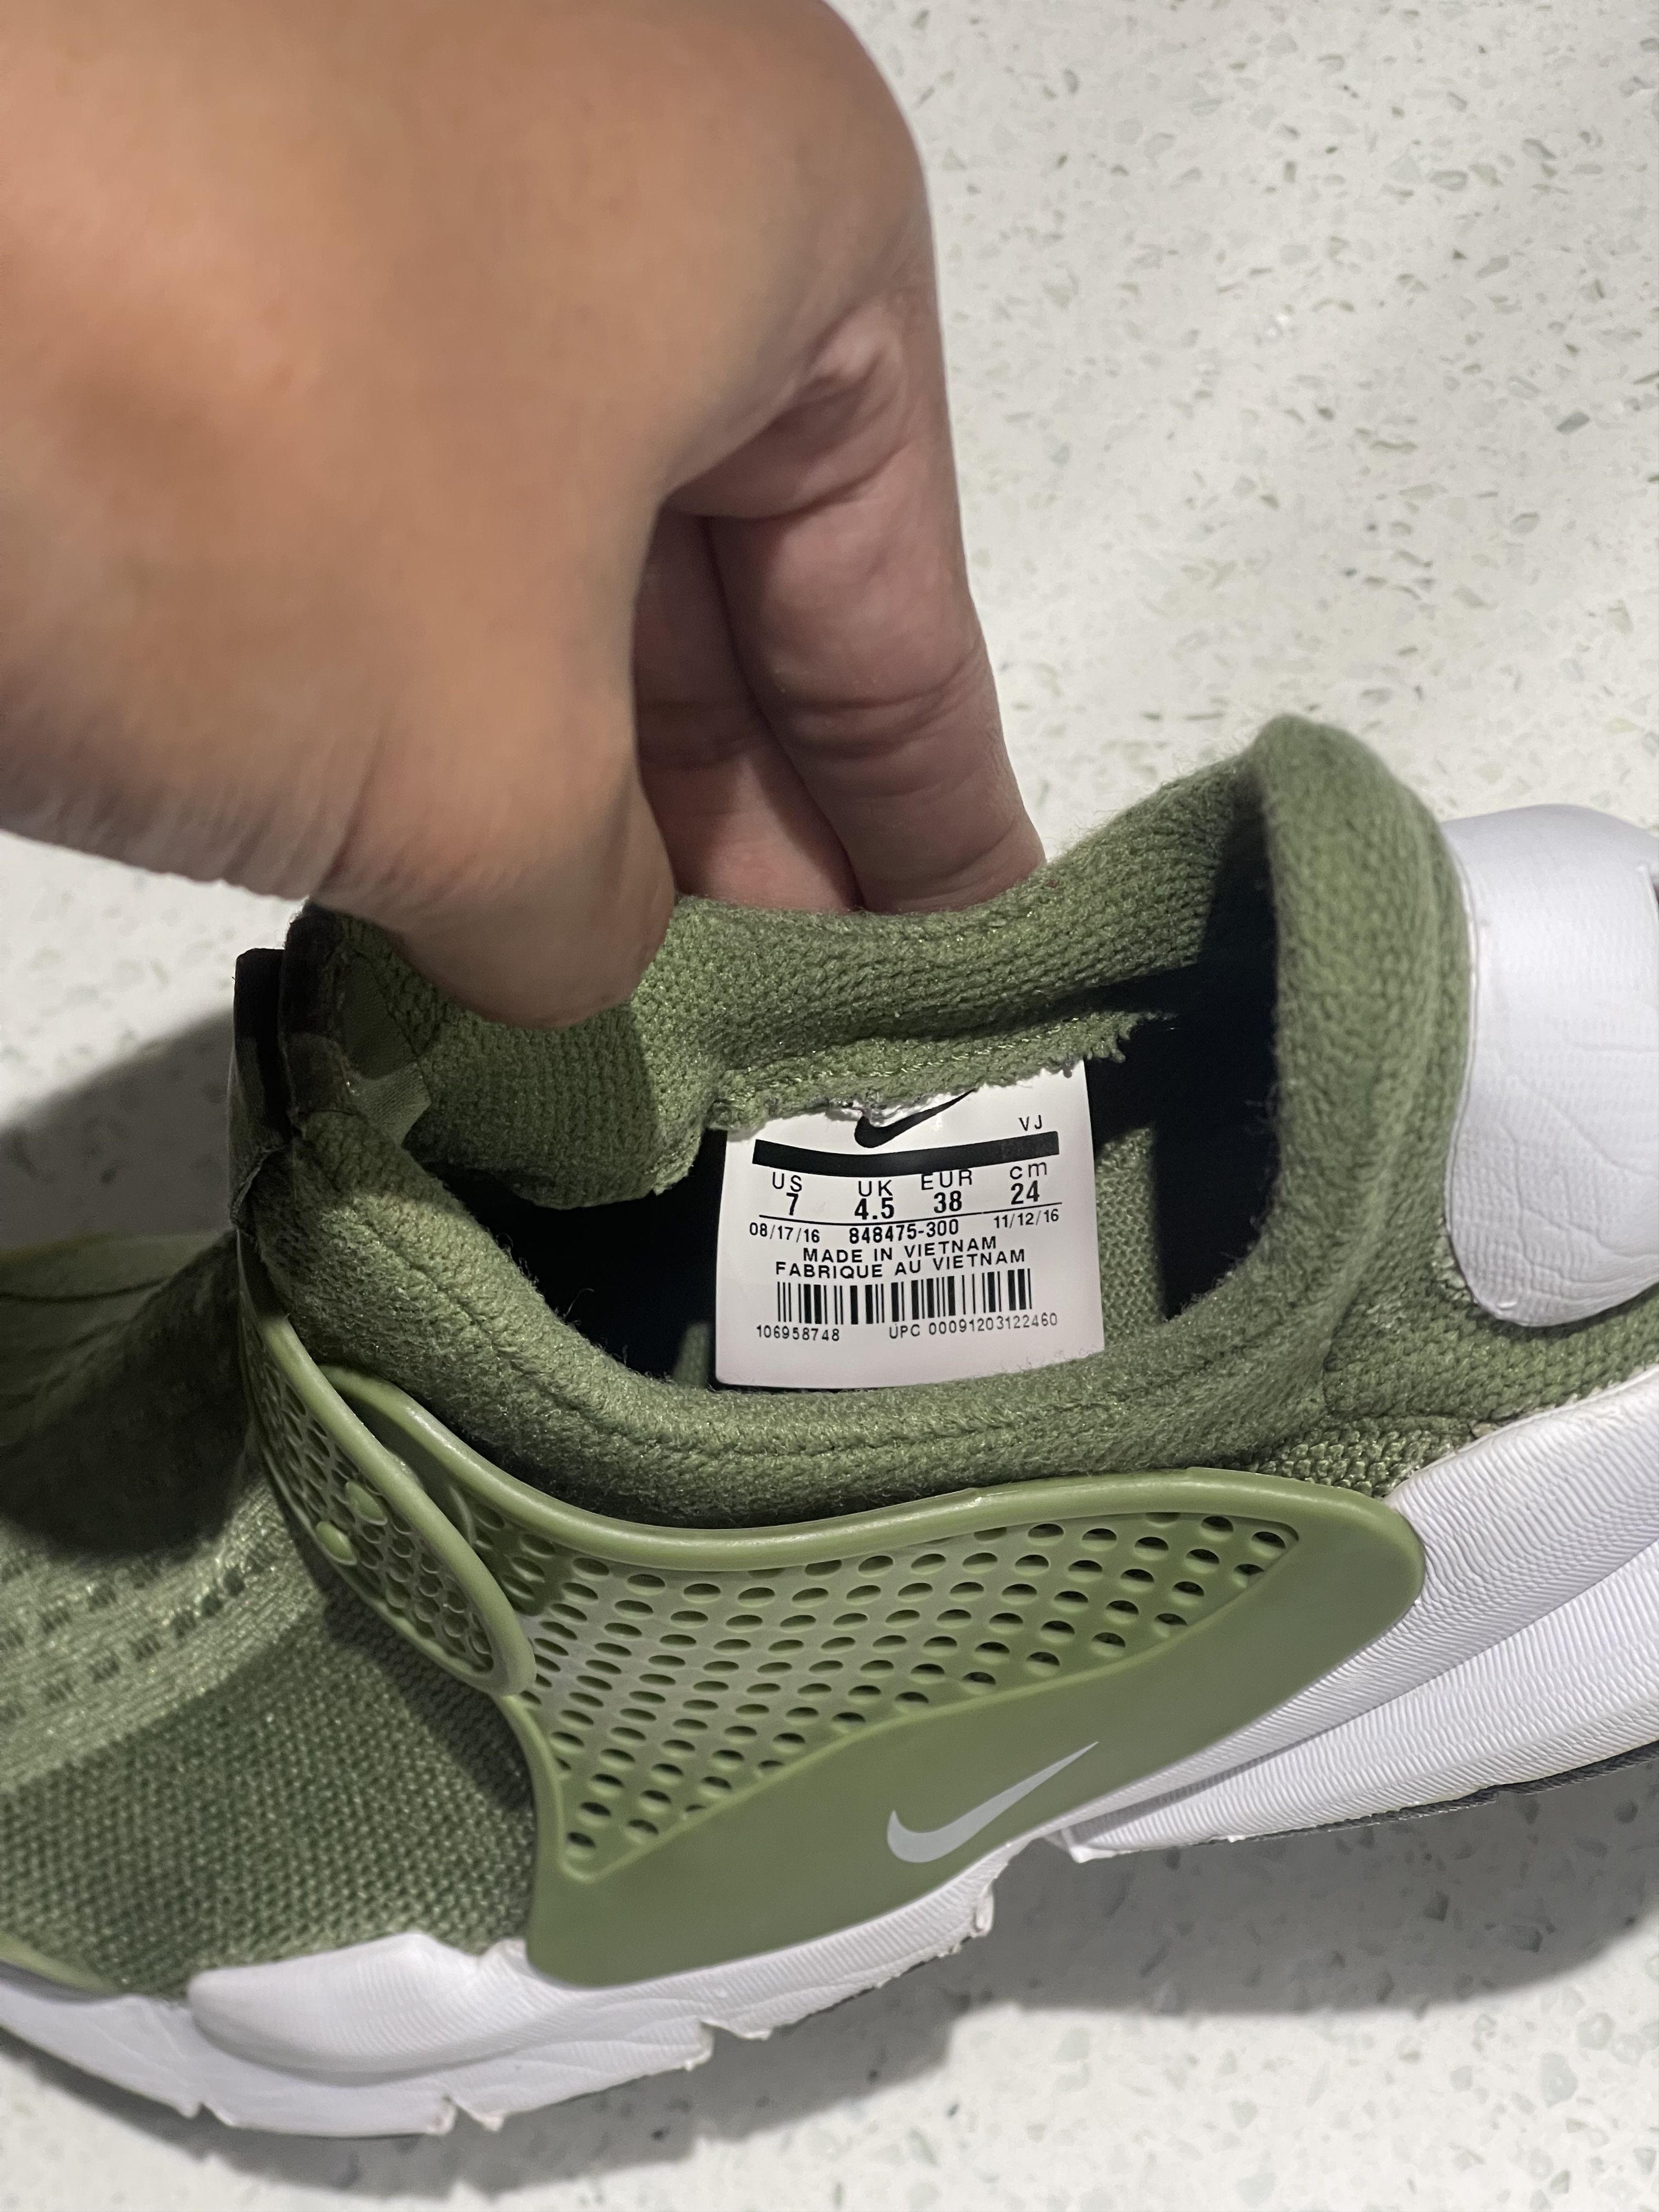 VJ
US UK EUR cm
7 4.5 38 24
08/17/16 848475-300 11/12/16
MADE IN VIETNAM
FABRIQUE AU VIETNAM
106958748 UPC 00091203122460